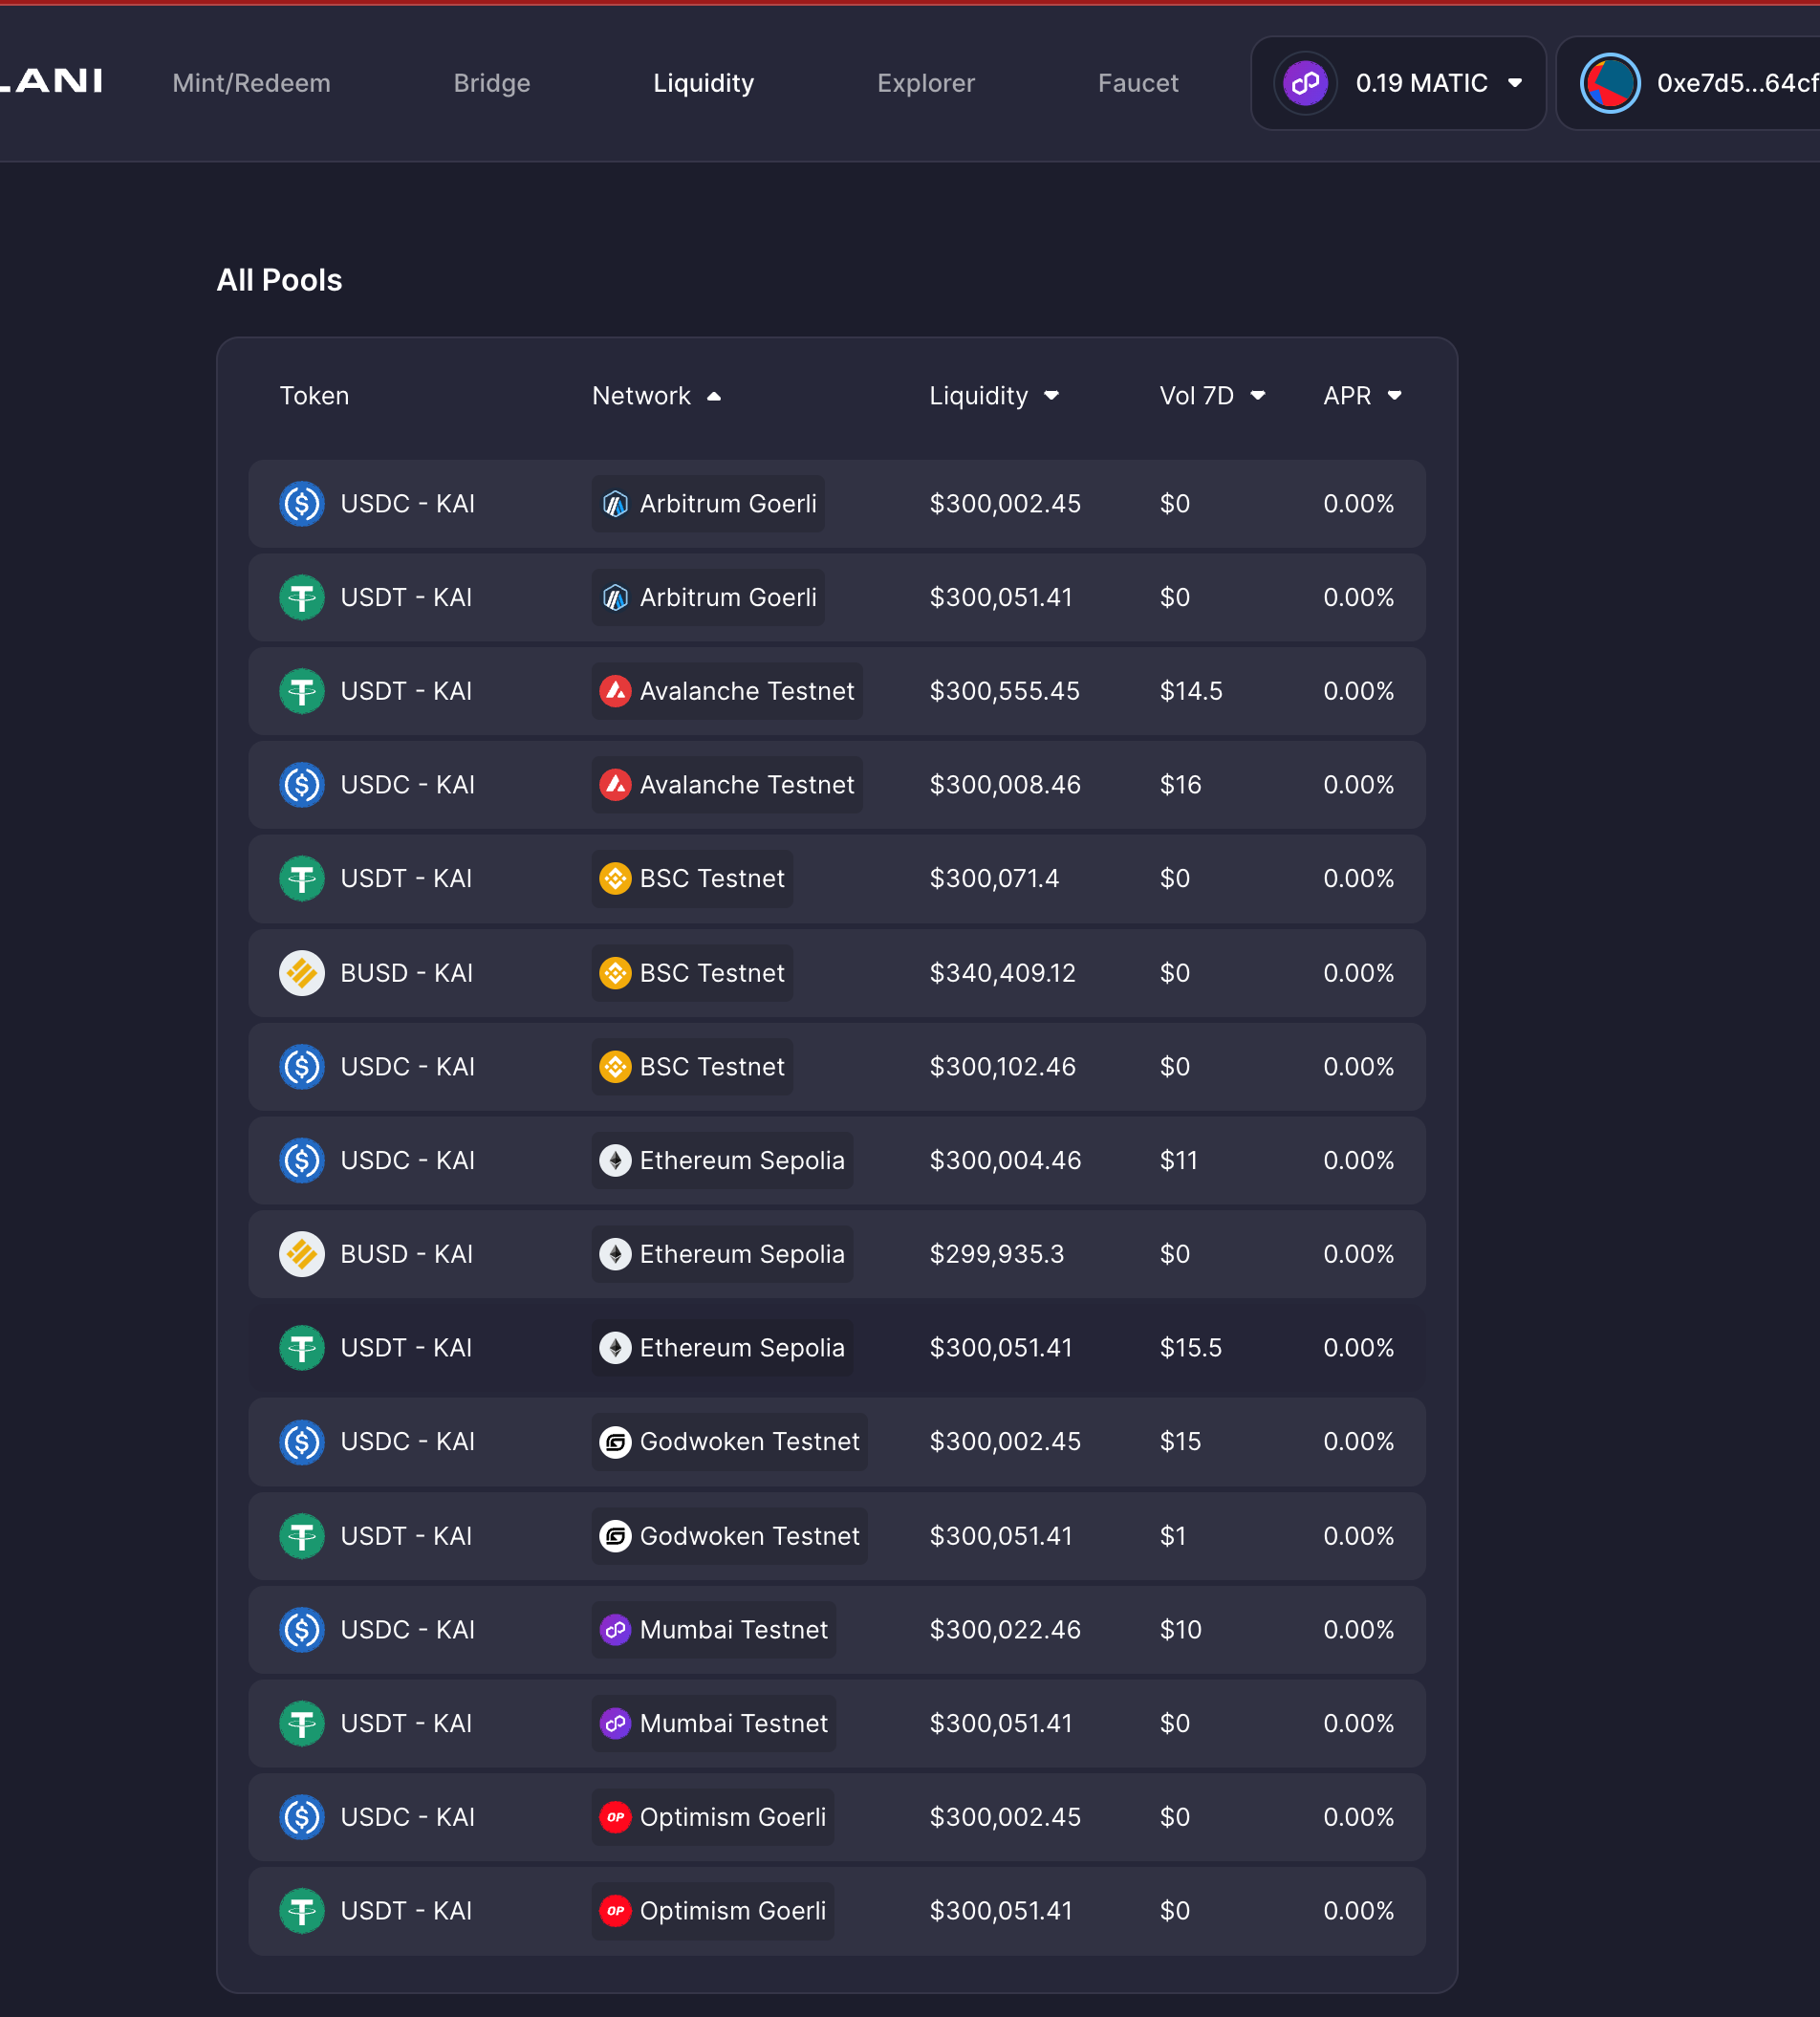 LANI Mint/Redeem Bridge Liquidity Explorer Faucet 0.19 MATIC 0xe7d5...64cf
All Pools
Token Network Liquidity Vol 7D APR
USDC - KAI Arbitrum Goerli $300,002.45 $0 0.00%
USDT - KAI Arbitrum Goerli $300,051.41 $0 0.00%
USDT - KAI Avalanche Testnet $300,555.45 $14.5 0.00%
USDC - KAI Avalanche Testnet $300,008.46 $16 0.00%
USDT - KAI BSC Testnet $300,071.4 $0 0.00%
BUSD - KAI BSC Testnet $340,409.12 $0 0.00%
USDC - KAI BSC Testnet $300,102.46 $0 0.00%
USDC - KAI Ethereum Sepolia $300,004.46 $11 0.00%
BUSD - KAI Ethereum Sepolia $299,935.3 $0 0.00%
USDT - KAI Ethereum Sepolia $300,051.41 $15.5 0.00%
USDC - KAI Godwoken Testnet $300,002.45 $15 0.00%
USDT - KAI Godwoken Testnet $300,051.41 $1 0.00%
USDC - KAI Mumbai Testnet $300,022.46 $10 0.00%
USDT - KAI Mumbai Testnet $300,051.41 $0 0.00%
USDC - KAI OP Optimism Goerli $300,002.45 $0 0.00%
USDT - KAI OP Optimism Goerli $300,051.41 $0 0.00%